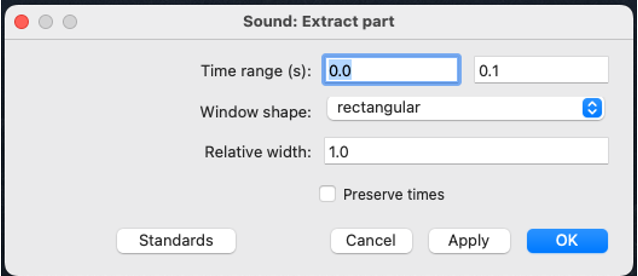 Sound: Extract part
Time range (s): 0.0 0.1
Window shape: rectangular
Relative width: 1.0
Preserve times
Standards Cancel Apply OK